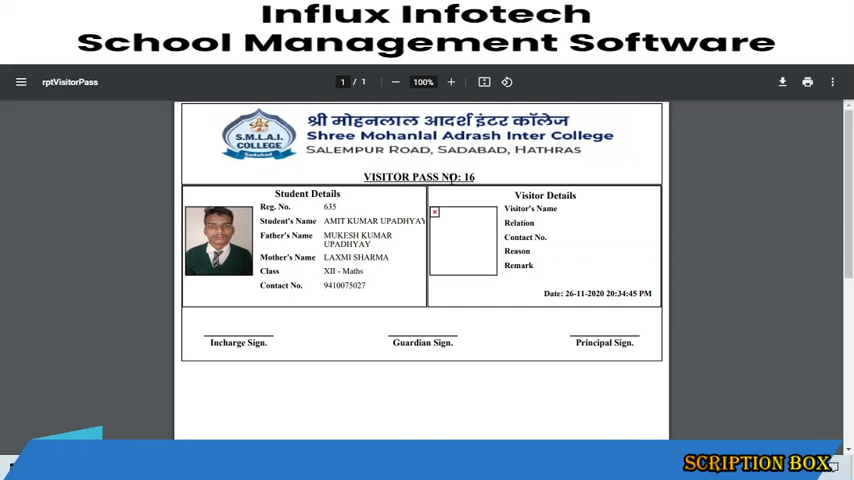 Influx Infotech
School Management Software
rptVisitorPass
1 / 1
100%
S.M.L.A.I.
COLLEGE
Sadabad
श्री मोहनलाल आदर्श इंटर कॉलेज
Shree Mohanlal Adrash Inter College
Salempur Road, Sadabad, Hathras
VISITOR PASS NO: 16
Student Details
Reg. No. 635
Student's Name AMIT KUMAR UPADHYAY
Father's Name MUKESH KUMAR
UPADHYAY
Mother's Name LAXMI SHARMA
Class XII - Maths
Contact No. 9410075027
Visitor Details
Visitor's Name
Relation
Contact No.
Reason
Remark
Date: 26-11-2020 20:34:45 PM
Incharge Sign. Guardian Sign. Principal Sign.
SCRIPTION BOX